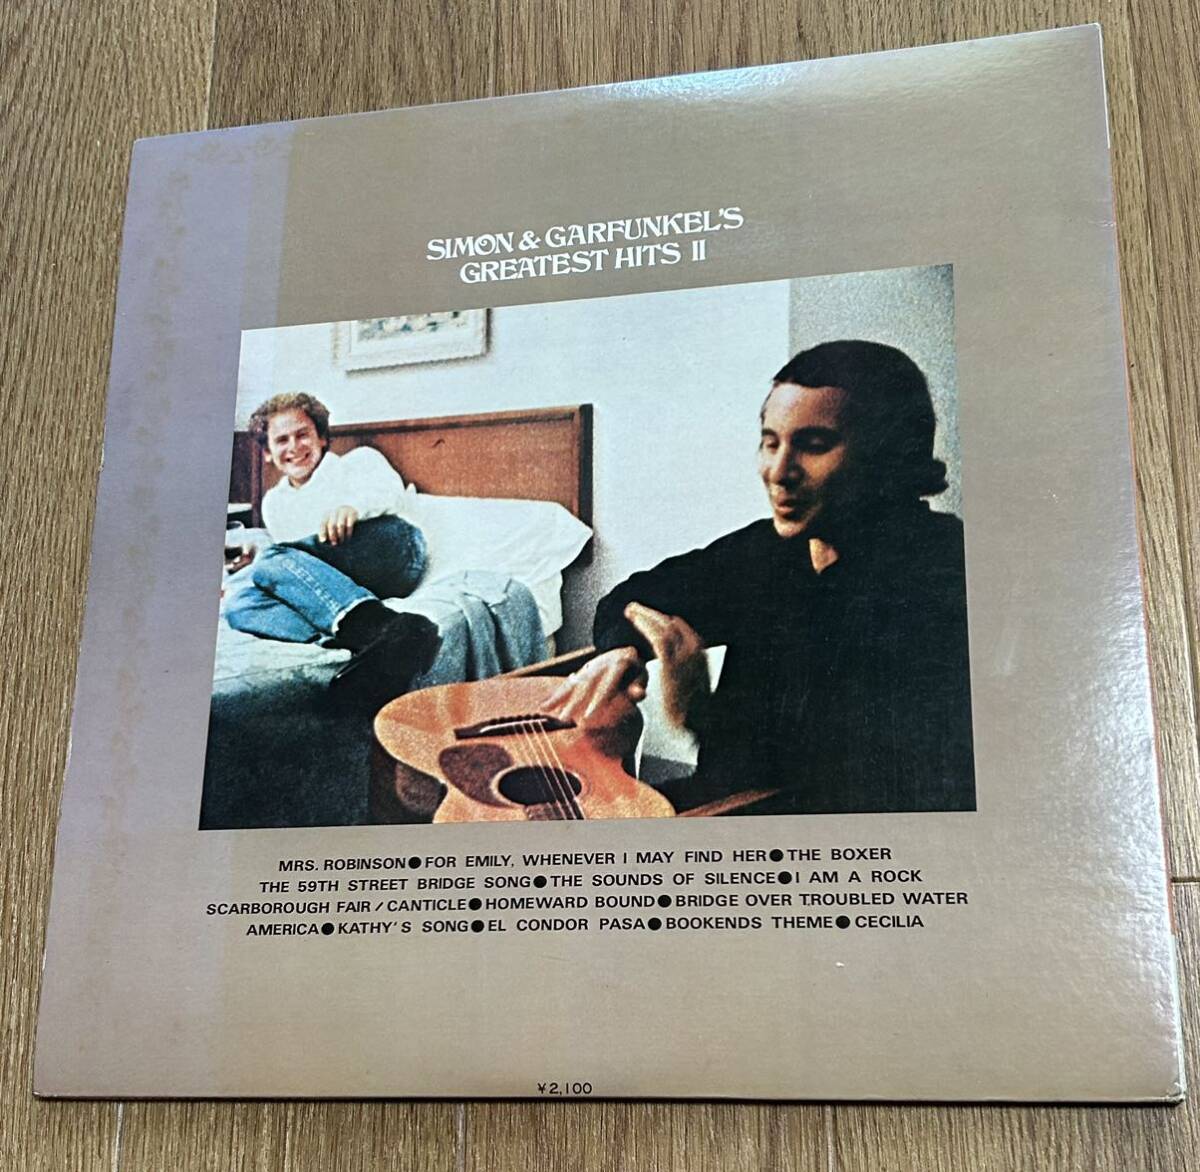 SIMON & GARFUNKEL'S
GREATEST HITS II
MRS. ROBINSON●FOR EMILY, WHENEVER I MAY FIND HER●THE BOXER
THE 59TH STREET BRIDGE SONG●THE SOUNDS OF SILENCE●I AM A ROCK
SCARBOROUGH FAIR/CANTICLE●HOMEWARD BOUND●BRIDGE OVER TROUBLED WATER
AMERICA●KATHY'S SONG●EL CONDOR PASA●BOOKENDS THEME●CECILIA
¥2,100